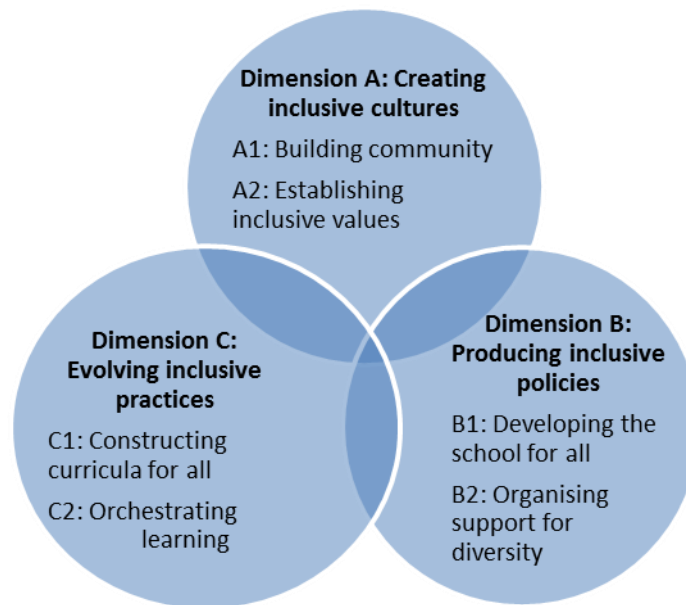 Dimension A: Creating
inclusive cultures
A1: Building community
A2: Establishing
inclusive values
Dimension C:
Evolving inclusive
practices
C1: Constructing
curricula for all
C2: Orchestrating
learning
Dimension B:
Producing inclusive
policies
B1: Developing the
school for all
B2: Organising
support for
diversity